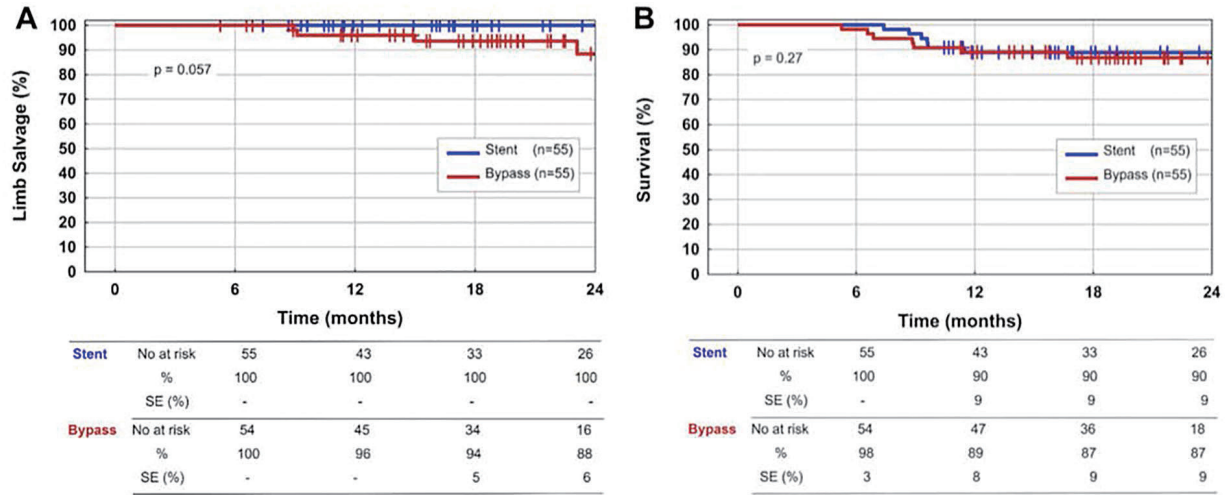 A
Limb Salvage (%)
100
90
80
70
60
50
40
30
20
10
0
p = 0.057
Stent (n=55)
Bypass (n=55)
0 6 12 18 24
Time (months)
Stent No at risk 55 43 33 26
% 100 100 100 100
SE (%) - - - -
Bypass No at risk 54 45 34 16
% 100 96 94 88
SE (%) - - 5 6
B
Survival (%)
100
90
80
70
60
50
40
30
20
10
0
p = 0.27
Stent (n=55)
Bypass (n=55)
0 6 12 18 24
Time (months)
Stent No at risk 55 43 33 26
% 100 90 90 90
SE (%) - 9 9 9
Bypass No at risk 54 47 36 18
% 98 89 87 87
SE (%) 3 8 9 9